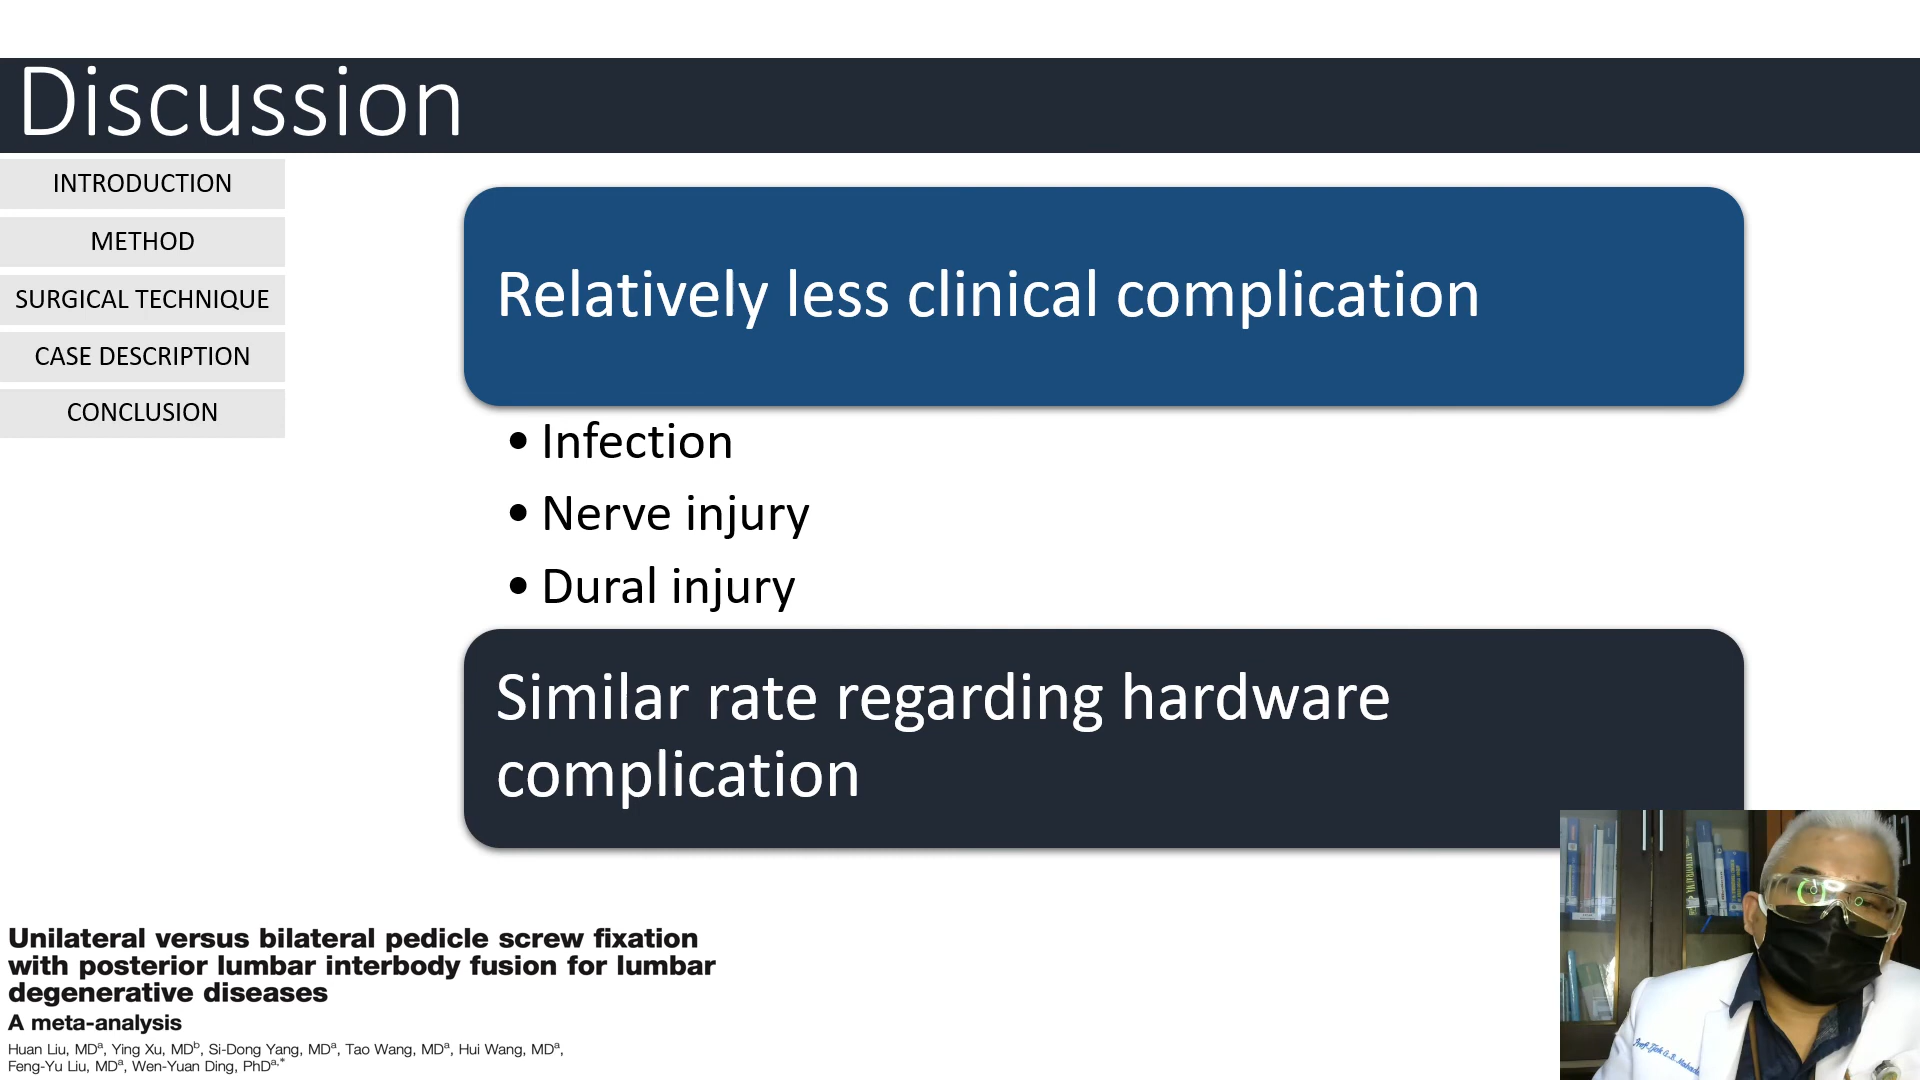 Discussion
INTRODUCTION
METHOD
SURGICAL TECHNIQUE
CASE DESCRIPTION
CONCLUSION
Relatively less clinical complication
• Infection
• Nerve injury
• Dural injury
Similar rate regarding hardware
complication
Unilateral versus bilateral pedicle screw fixation
with posterior lumbar interbody fusion for lumbar
degenerative diseases
A meta-analysis
Huan Liu, MDᵃ, Ying Xu, MDᵇ, Si-Dong Yang, MDᵃ, Tao Wang, MDᵃ, Hui Wang, MDᵃ,
Feng-Yu Liu, MDᵃ, Wen-Yuan Ding, PhDᵃ,*